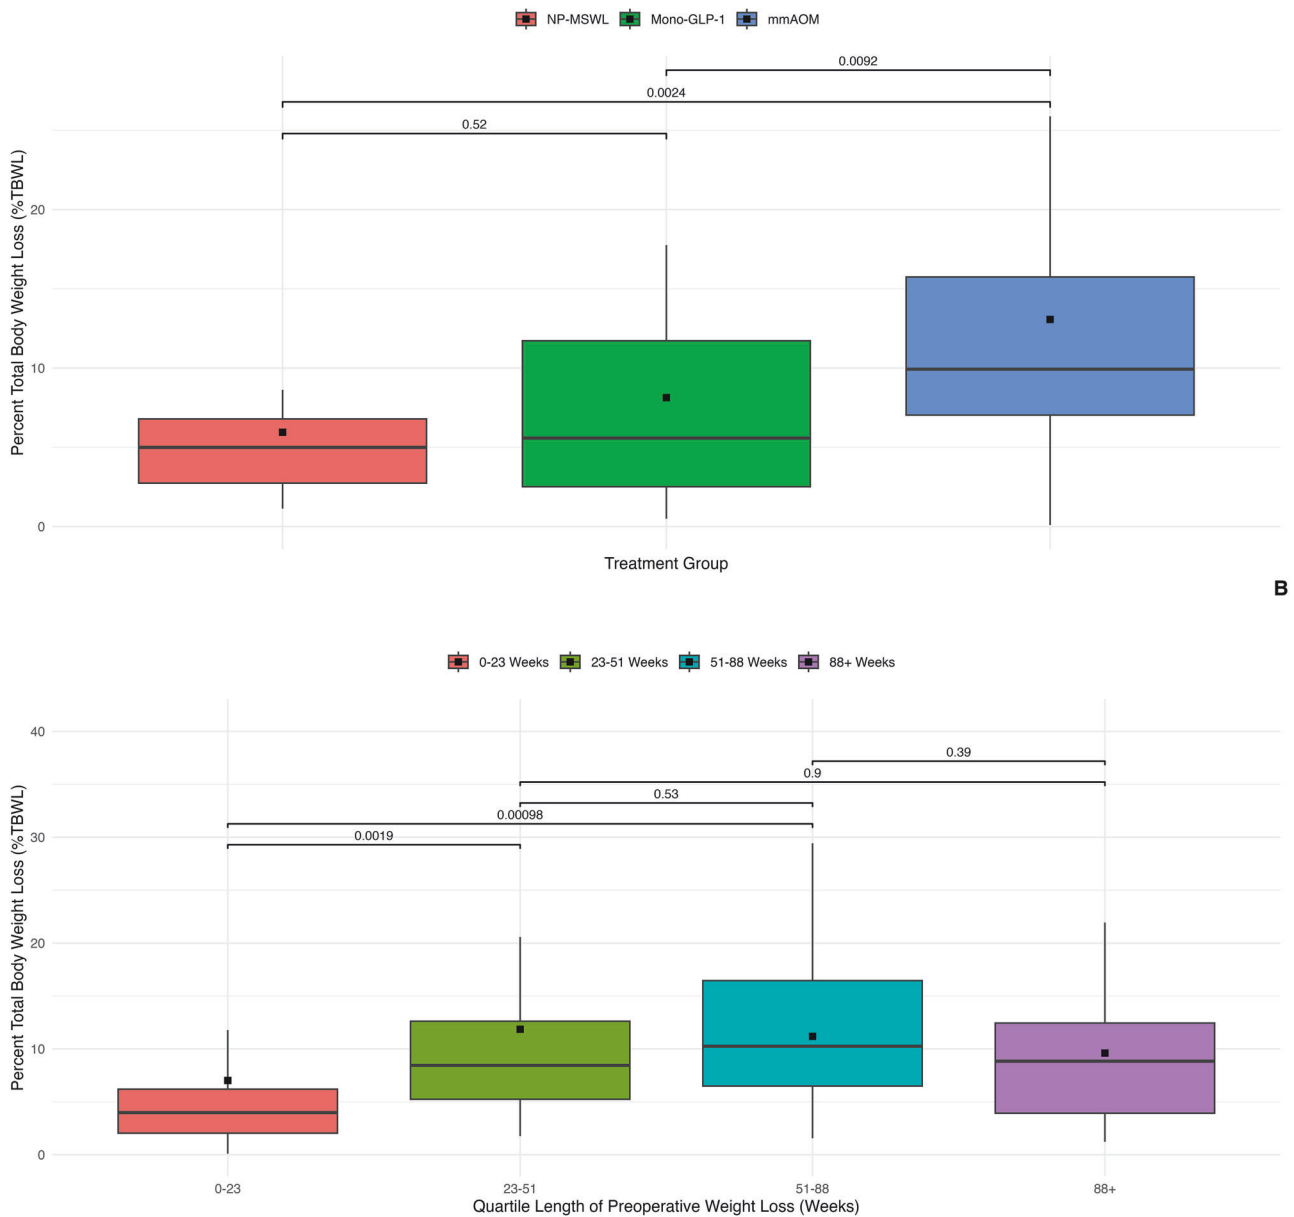 NP-MSWL Mono-GLP-1 mmAOM
0.0092
0.0024
0.52
Percent Total Body Weight Loss (%TBWL)
20
10
0
Treatment Group
B
0-23 Weeks 23-51 Weeks 51-88 Weeks 88+ Weeks
Percent Total Body Weight Loss (%TBWL)
40
30
20
10
0
0.39
0.9
0.53
0.00098
0.0019
0-23 23-51 51-88 88+
Quartile Length of Preoperative Weight Loss (Weeks)